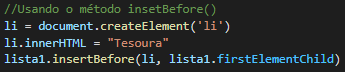 //Usando o método insetBefore()
li = document.createElement('li')
li.innerHTML = "Tesoura"
lista1.insertBefore(li, lista1.firstElementChild)